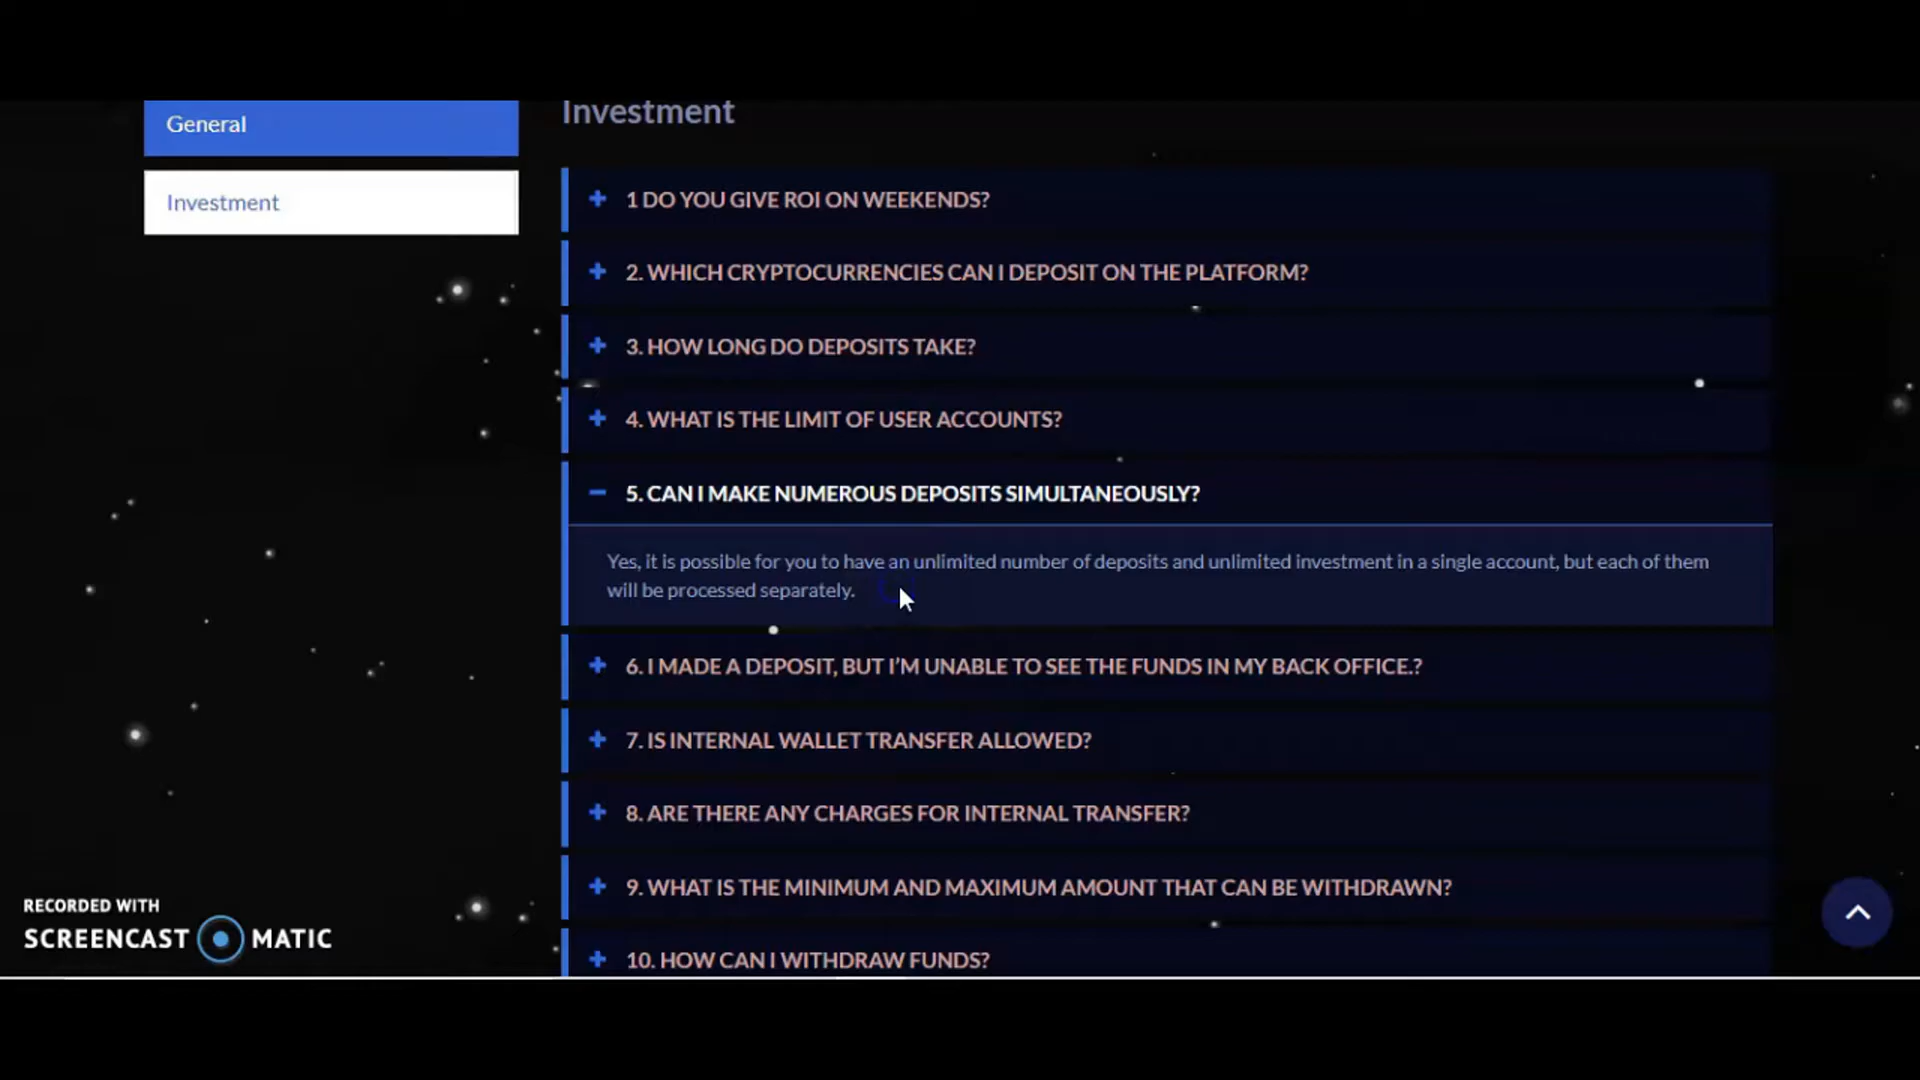 General
Investment
Investment
1 DO YOU GIVE ROI ON WEEKENDS?
2. WHICH CRYPTOCURRENCIES CAN I DEPOSIT ON THE PLATFORM?
3. HOW LONG DO DEPOSITS TAKE?
4. WHAT IS THE LIMIT OF USER ACCOUNTS?
5. CAN I MAKE NUMEROUS DEPOSITS SIMULTANEOUSLY?
Yes, it is possible for you to have an unlimited number of deposits and unlimited investment in a single account, but each of them
will be processed separately.
6. I MADE A DEPOSIT, BUT I'M UNABLE TO SEE THE FUNDS IN MY BACK OFFICE.?
7. IS INTERNAL WALLET TRANSFER ALLOWED?
8. ARE THERE ANY CHARGES FOR INTERNAL TRANSFER?
9. WHAT IS THE MINIMUM AND MAXIMUM AMOUNT THAT CAN BE WITHDRAWN?
10. HOW CAN I WITHDRAW FUNDS?
RECORDED WITH
SCREENCAST MATIC